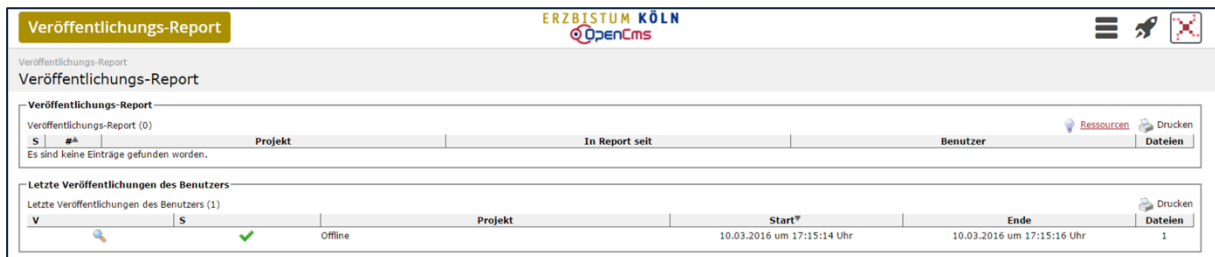 Veröffentlichungs-Report
ERZBISTUM KÖLN
OpenCms
Veröffentlichungs-Report
Veröffentlichungs-Report
Veröffentlichungs-Report
Veröffentlichungs-Report (0) Ressourcen Drucken
S # Projekt In Report seit Benutzer Dateien
Es sind keine Einträge gefunden worden.
Letzte Veröffentlichungen des Benutzers
Letzte Veröffentlichungen des Benutzers (1) Drucken
V S Projekt Start Ende Dateien
Offline 10.03.2016 um 17:15:14 Uhr 10.03.2016 um 17:15:16 Uhr 1